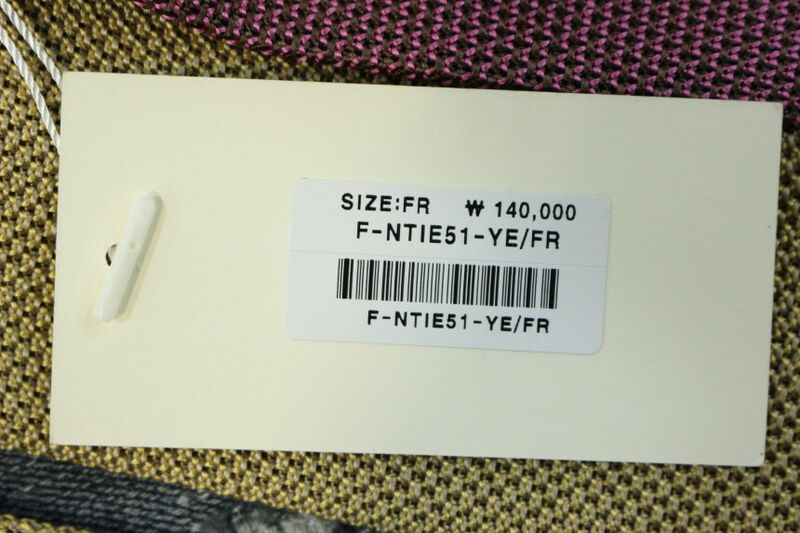 SIZE:FR ₩ 140,000
F-NTIE51-YE/FR
F-NTIE51-YE/FR